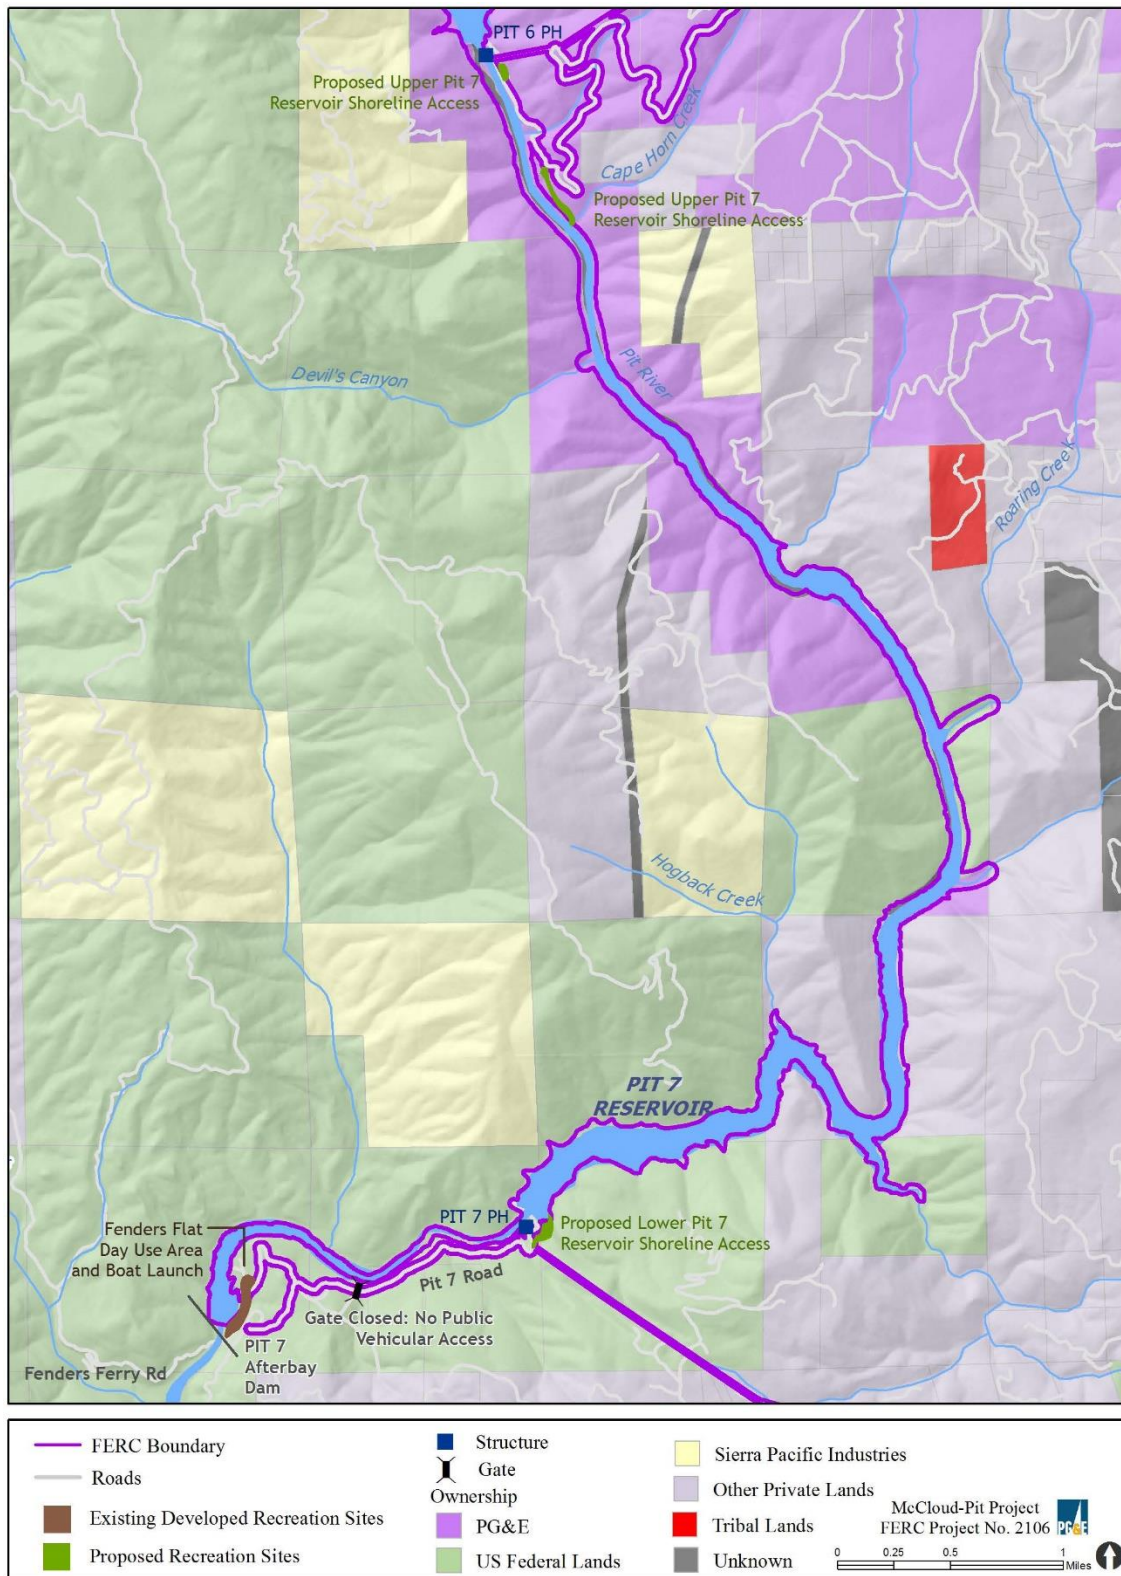 PIT 6 PH
Proposed Upper Pit 7
Reservoir Shoreline Access
Cape Horn Creek
Proposed Upper Pit 7
Reservoir Shoreline Access
Pit River
Devil's Canyon
Roaring Creek
Hogback Creek
PIT 7
RESERVOIR
PIT 7 PH
Proposed Lower Pit 7
Reservoir Shoreline Access
Fenders Flat
Day Use Area
and Boat Launch
Pit 7 Road
Gate Closed: No Public
Vehicular Access
PIT 7
Afterbay
Dam
Fenders Ferry Rd
FERC Boundary
Roads
Existing Developed Recreation Sites
Proposed Recreation Sites
Structure
Gate
Ownership
PG&E
US Federal Lands
Sierra Pacific Industries
Other Private Lands
Tribal Lands
Unknown
McCloud-Pit Project
FERC Project No. 2106
PG&E
0 0.25 0.5 1
Miles